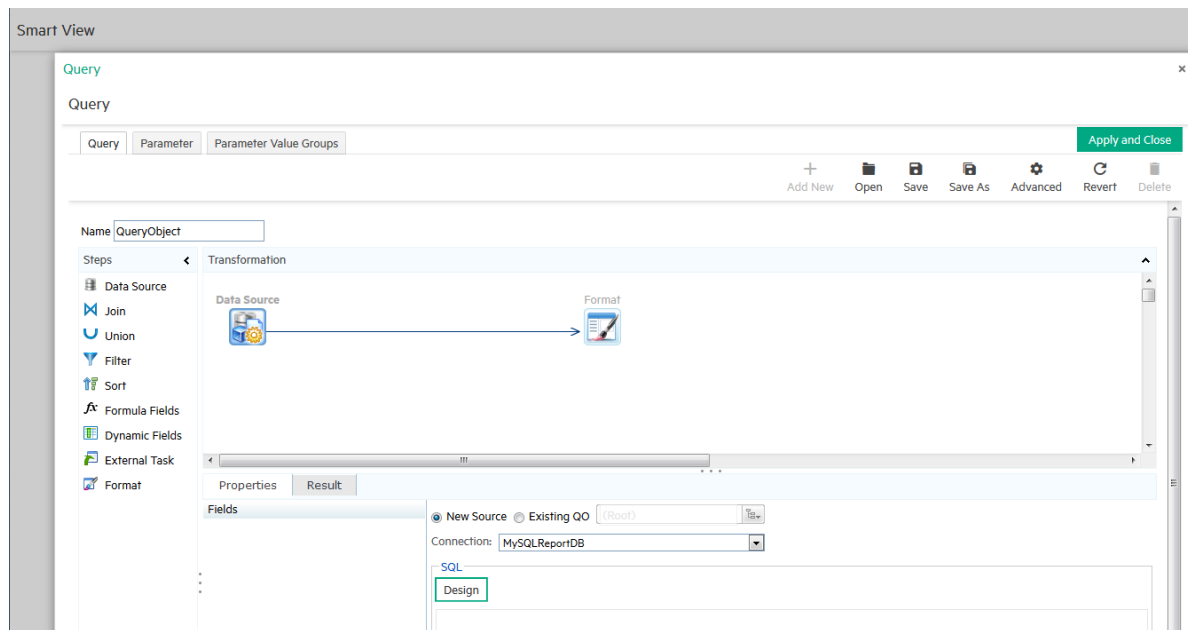 Smart View
Query
×
Query
Query Parameter Parameter Value Groups Apply and Close
Add New Open Save Save As Advanced Revert Delete
Name QueryObject
Steps Transformation
Data Source
Join
Union
Filter
Sort
fx Formula Fields
Dynamic Fields
External Task
Format
Data Source Format
Properties Result
Fields
New Source Existing QO (Root)
Connection: MySQLReportDB
SQL
Design